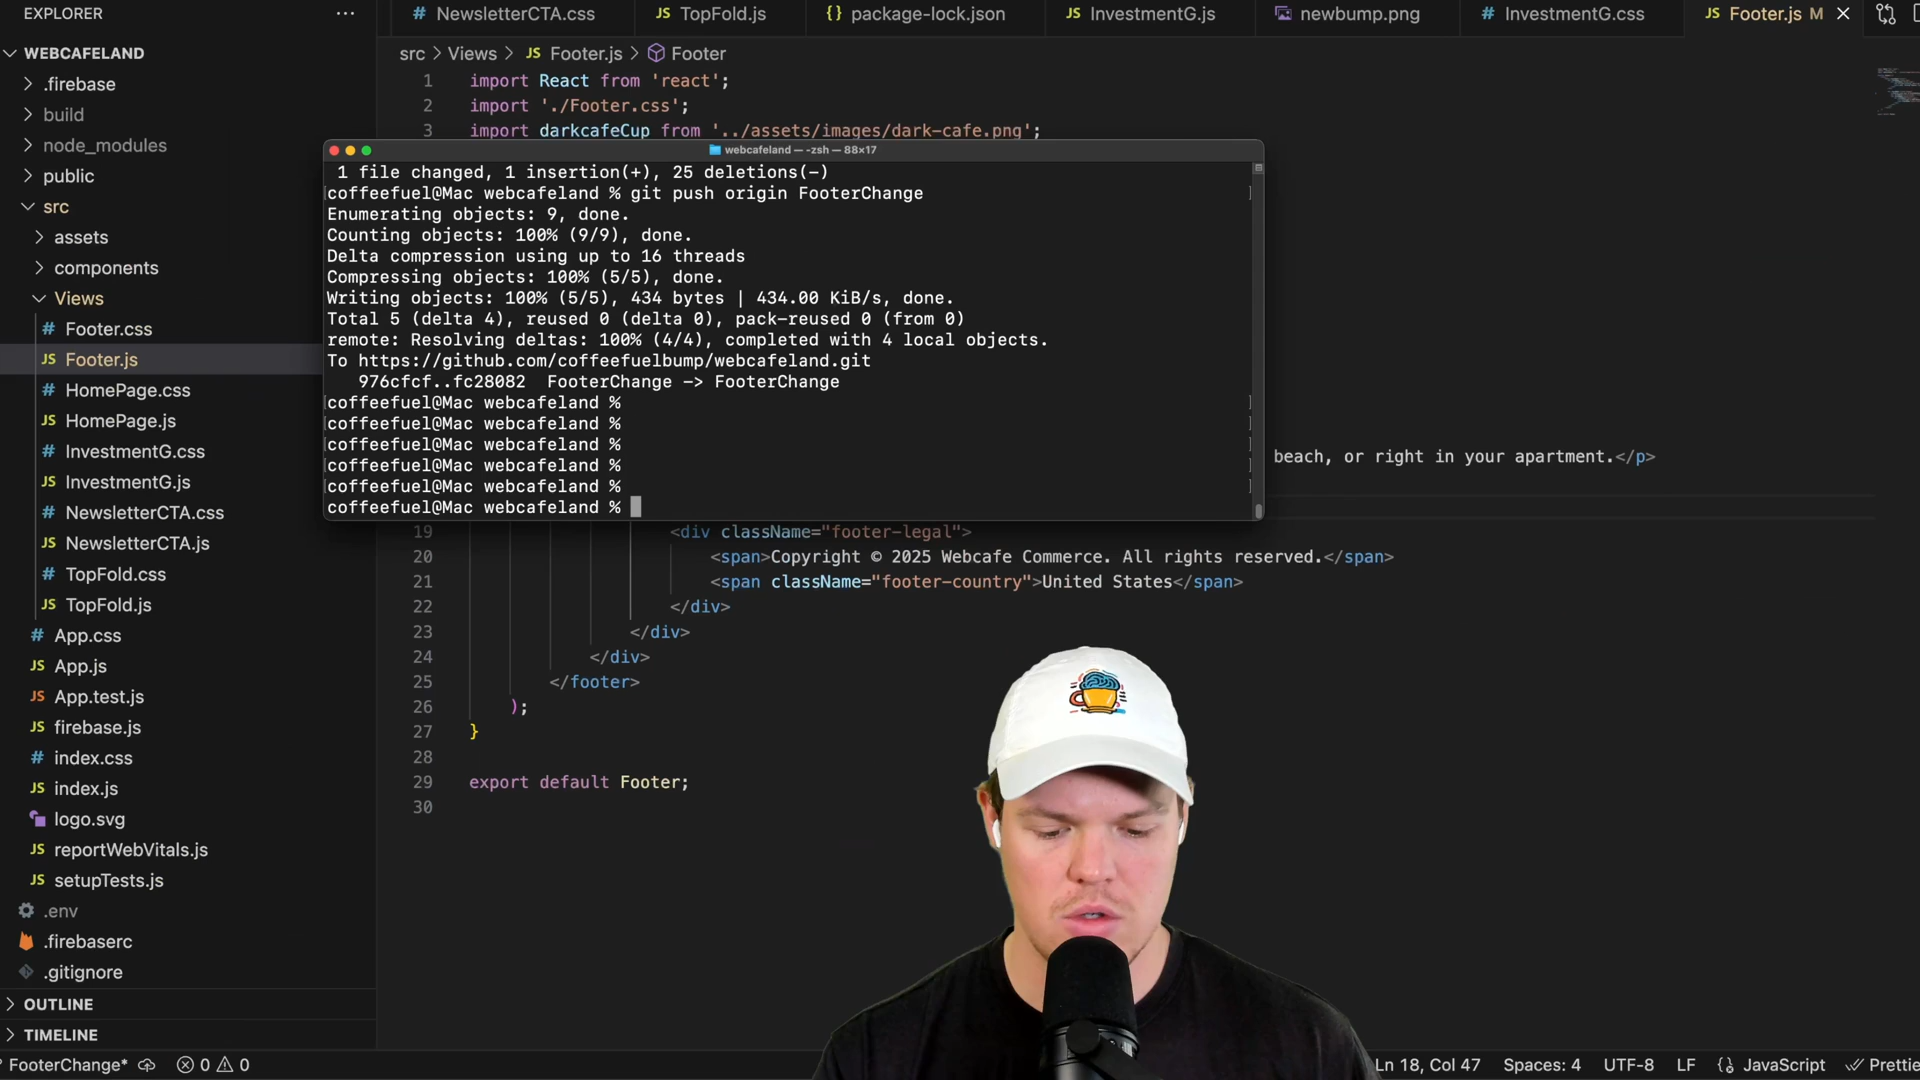 EXPLORER
WEBCAFELAND
.firebase
build
node_modules
public
src
assets
components
Views
Footer.css
Footer.js
HomePage.css
HomePage.js
InvestmentG.css
InvestmentG.js
NewsletterCTA.css
NewsletterCTA.js
TopFold.css
TopFold.js
App.css
App.js
App.test.js
firebase.js
index.css
index.js
logo.svg
reportWebVitals.js
setupTests.js
.env
.firebaserc
.gitignore
OUTLINE
TIMELINE
# NewsletterCTA.css JS TopFold.js {} package-lock.json JS InvestmentG.js newbump.png # InvestmentG.css JS Footer.js M
src > Views > JS Footer.js > Footer
1 import React from 'react';
2 import './Footer.css';
3 import darkcafeCup from '../assets/images/dark-cafe.png';
webcafeland — -zsh — 88×17
1 file changed, 1 insertion(+), 25 deletions(-)
coffeefuel@Mac webcafeland % git push origin FooterChange
Enumerating objects: 9, done.
Counting objects: 100% (9/9), done.
Delta compression using up to 16 threads
Compressing objects: 100% (5/5), done.
Writing objects: 100% (5/5), 434 bytes | 434.00 KiB/s, done.
Total 5 (delta 4), reused 0 (delta 0), pack-reused 0 (from 0)
remote: Resolving deltas: 100% (4/4), completed with 4 local objects.
To https://github.com/coffeefuelbump/webcafeland.git
976cfcf..fc28082 FooterChange -> FooterChange
coffeefuel@Mac webcafeland %
coffeefuel@Mac webcafeland %
coffeefuel@Mac webcafeland %
coffeefuel@Mac webcafeland %
coffeefuel@Mac webcafeland %
coffeefuel@Mac webcafeland %
beach, or right in your apartment.</p>
19 <div className="footer-legal">
20 <span>Copyright © 2025 Webcafe Commerce. All rights reserved.</span>
21 <span className="footer-country">United States</span>
22 </div>
23 </div>
24 </div>
25 </footer>
26 );
27 }
28
29 export default Footer;
30
FooterChange* 0 0 Ln 18, Col 47 Spaces: 4 UTF-8 LF {} JavaScript Prettie